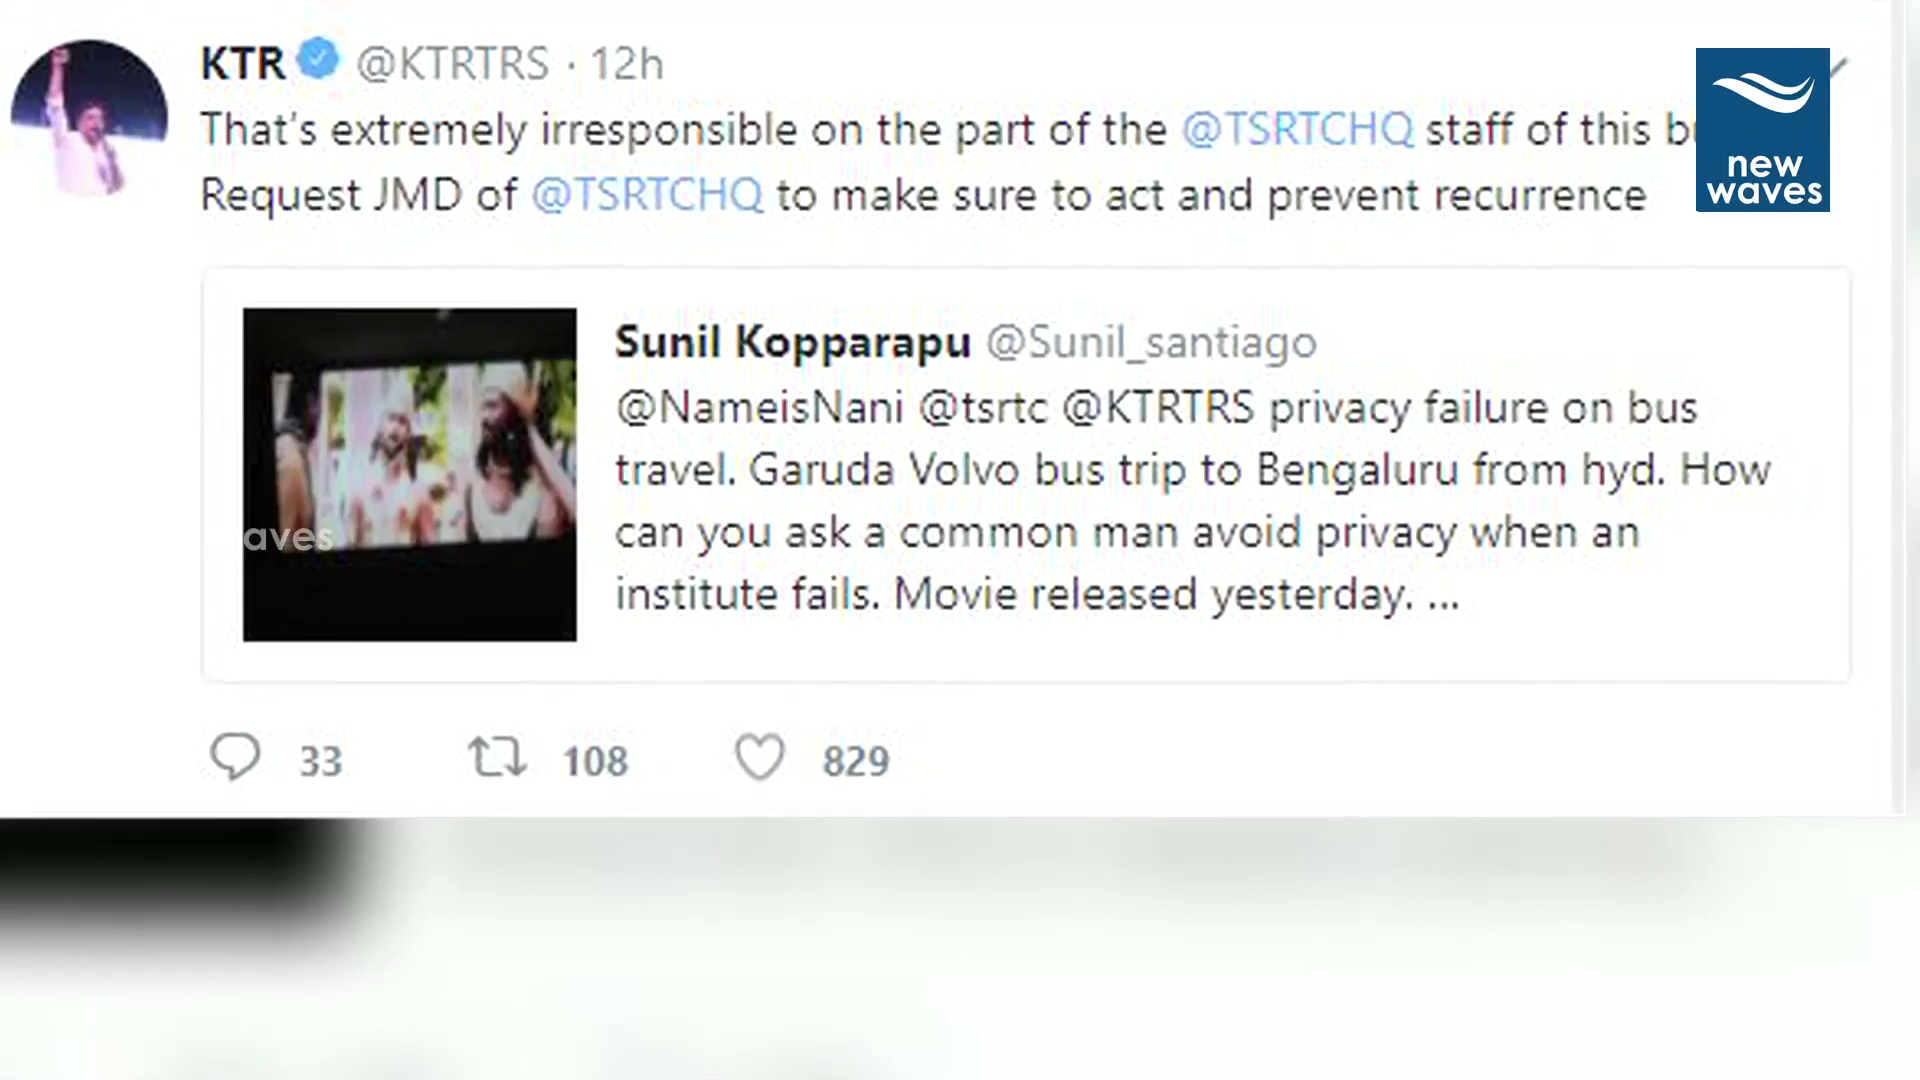 KTR @KTRTRS · 12h
That's extremely irresponsible on the part of the @TSRTCHQ staff of this
Request JMD of @TSRTCHQ to make sure to act and prevent recurrence
new
waves
Sunil Kopparapu @Sunil_santiago
@NameisNani @tsrtc @KTRTRS privacy failure on bus
travel. Garuda Volvo bus trip to Bengaluru from hyd. How
can you ask a common man avoid privacy when an
institute fails. Movie released yesterday. ...
aves
33 108 829